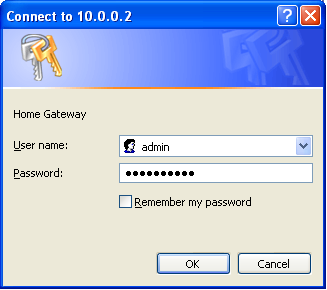 Connect to 10.0.0.2
Home Gateway
User name: admin
Password: ••••••••••
Remember my password
OK Cancel